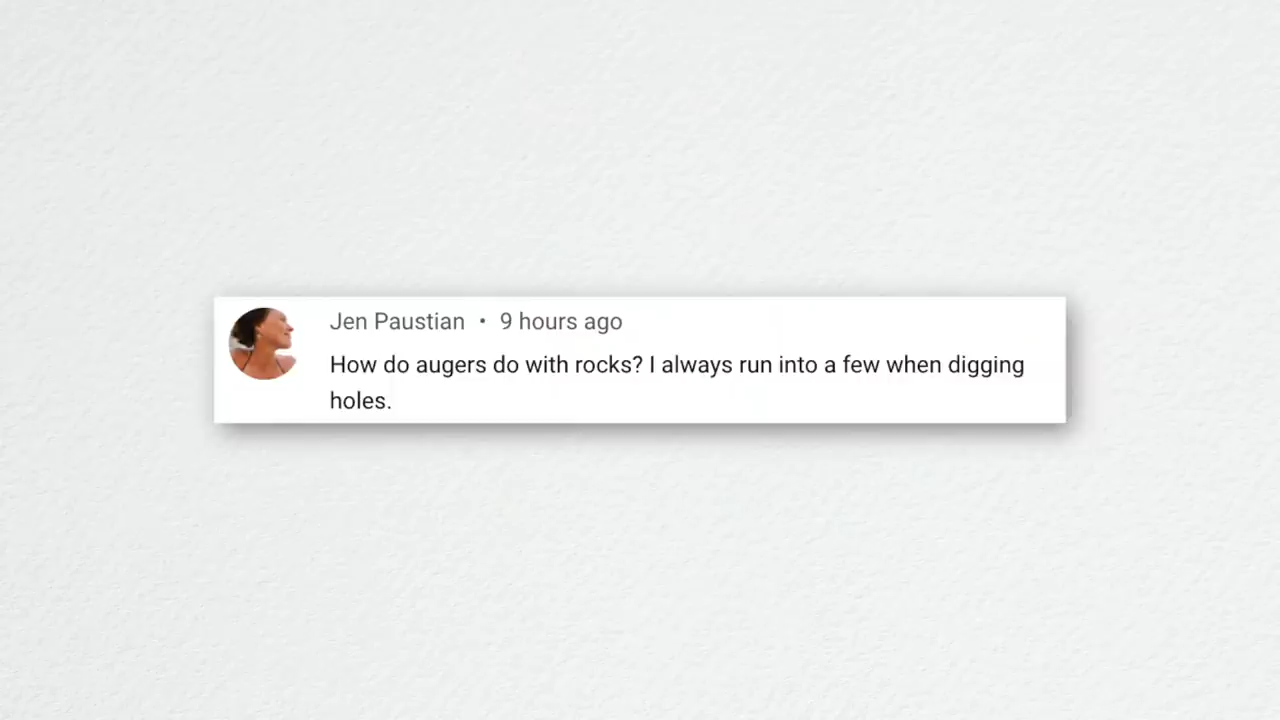 Jen Paustian • 9 hours ago
How do augers do with rocks? I always run into a few when digging
holes.